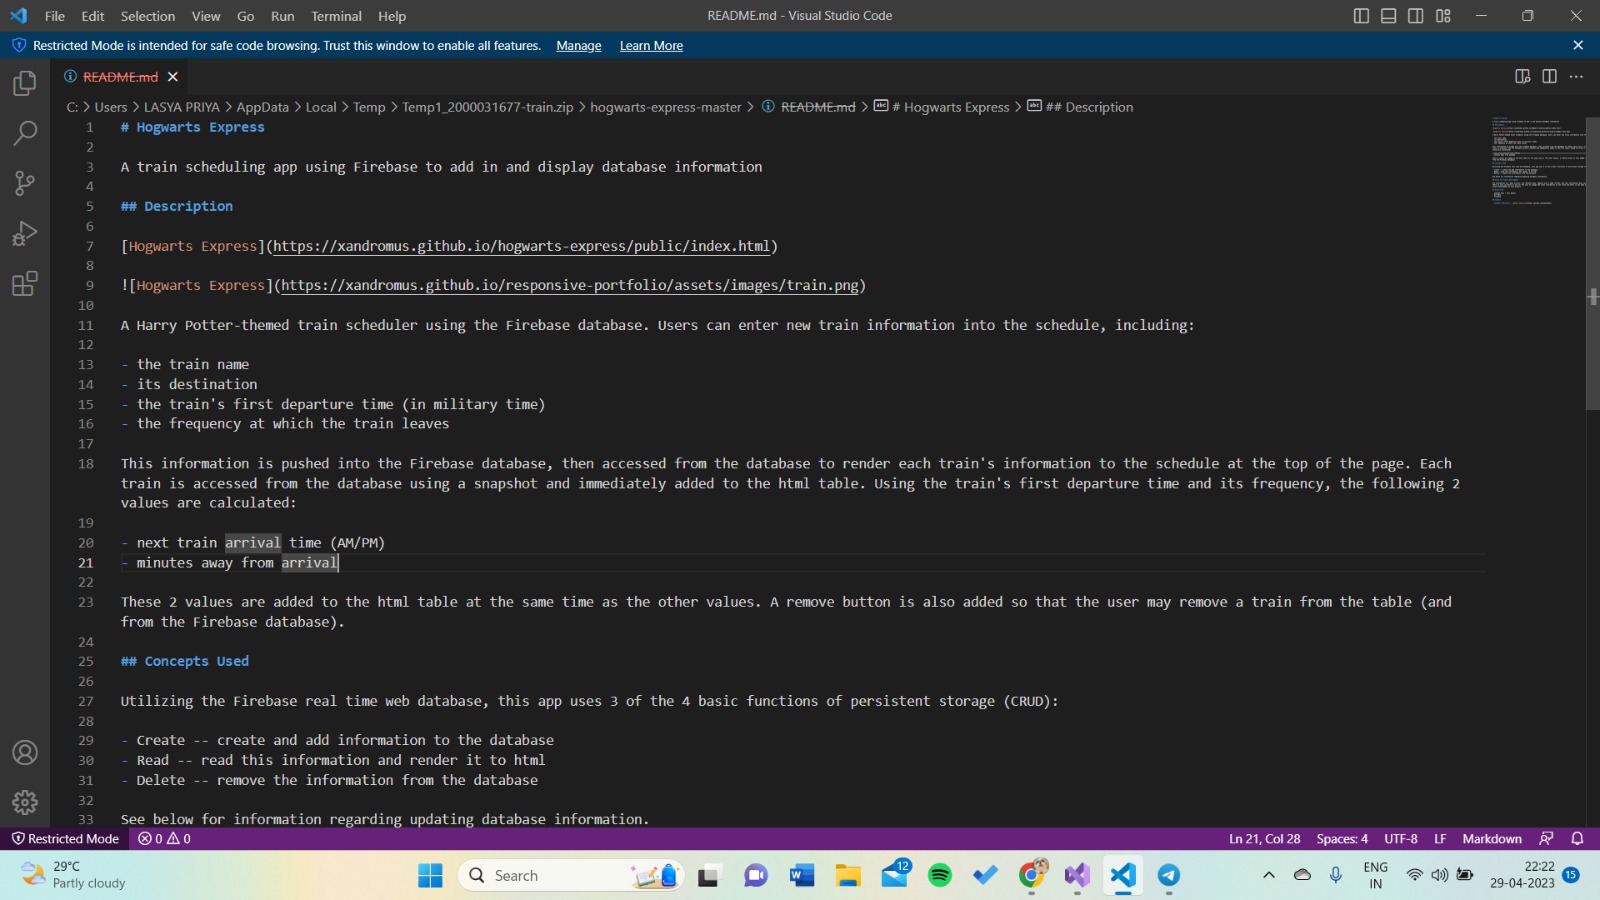 File Edit Selection View Go Run Terminal Help README.md - Visual Studio Code
Restricted Mode is intended for safe code browsing. Trust this window to enable all features. Manage Learn More
README.md
C: > Users > LASYA PRIYA > AppData > Local > Temp > Temp1_2000031677-train.zip > hogwarts-express-master > README.md > # Hogwarts Express > ## Description
1 # Hogwarts Express
2
3 A train scheduling app using Firebase to add in and display database information
4
5 ## Description
6
7 [Hogwarts Express](https://xandromus.github.io/hogwarts-express/public/index.html)
8
9 ![Hogwarts Express](https://xandromus.github.io/responsive-portfolio/assets/images/train.png)
10
11 A Harry Potter-themed train scheduler using the Firebase database. Users can enter new train information into the schedule, including:
12
13 - the train name
14 - its destination
15 - the train's first departure time (in military time)
16 - the frequency at which the train leaves
17
18 This information is pushed into the Firebase database, then accessed from the database to render each train's information to the schedule at the top of the page. Each
train is accessed from the database using a snapshot and immediately added to the html table. Using the train's first departure time and its frequency, the following 2
values are calculated:
19
20 - next train arrival time (AM/PM)
21 - minutes away from arrival
22
23 These 2 values are added to the html table at the same time as the other values. A remove button is also added so that the user may remove a train from the table (and
from the Firebase database).
24
25 ## Concepts Used
26
27 Utilizing the Firebase real time web database, this app uses 3 of the 4 basic functions of persistent storage (CRUD):
28
29 - Create -- create and add information to the database
30 - Read -- read this information and render it to html
31 - Delete -- remove the information from the database
32
33 See below for information regarding updating database information.
Restricted Mode 0 0 Ln 21, Col 28 Spaces: 4 UTF-8 LF Markdown
29°C
Partly cloudy
Search
12
ENG
IN
22:22
29-04-2023
15